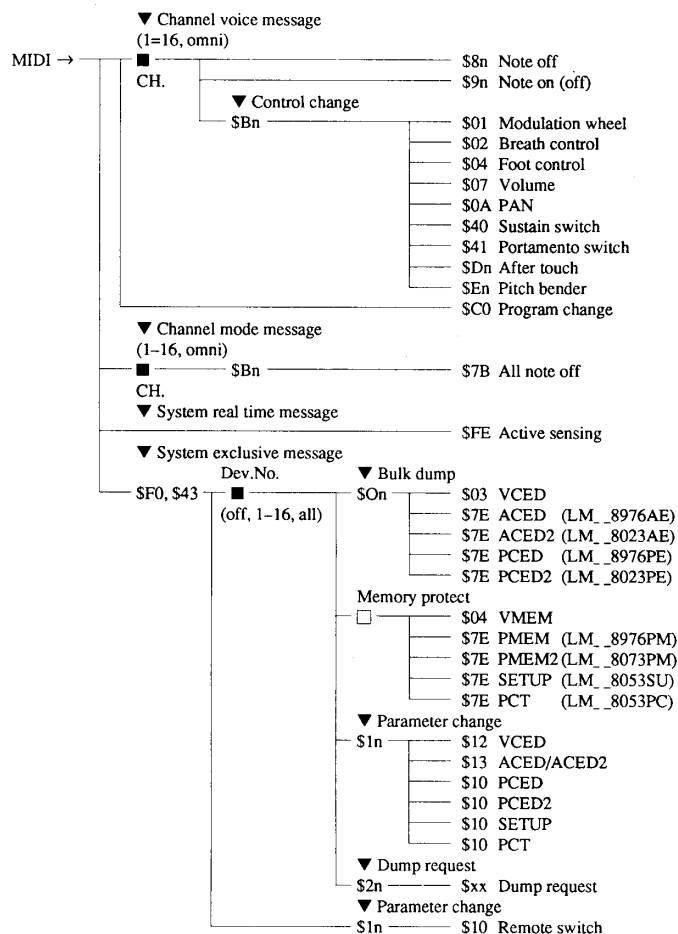 ▼ Channel voice message
(1=16, omni)
MIDI → ■ $8n Note off
CH. $9n Note on (off)
▼ Control change
$Bn $01 Modulation wheel
$02 Breath control
$04 Foot control
$07 Volume
$0A PAN
$40 Sustain switch
$41 Portamento switch
$Dn After touch
$En Pitch bender
$C0 Program change
▼ Channel mode message
(1–16, omni)
■ $Bn $7B All note off
CH.
▼ System real time message
$FE Active sensing
▼ System exclusive message
Dev.No. ▼ Bulk dump
$F0, $43 ■ $On $03 VCED
(off, 1–16, all) $7E ACED (LM_ _8976AE)
$7E ACED2 (LM_ _8023AE)
$7E PCED (LM_ _8976PE)
$7E PCED2 (LM_ _8023PE)
Memory protect
□ $04 VMEM
$7E PMEM (LM_ _8976PM)
$7E PMEM2 (LM_ _8073PM)
$7E SETUP (LM_ _8053SU)
$7E PCT (LM_ _8053PC)
▼ Parameter change
$1n $12 VCED
$13 ACED/ACED2
$10 PCED
$10 PCED2
$10 SETUP
$10 PCT
▼ Dump request
$2n $xx Dump request
▼ Parameter change
$1n $10 Remote switch